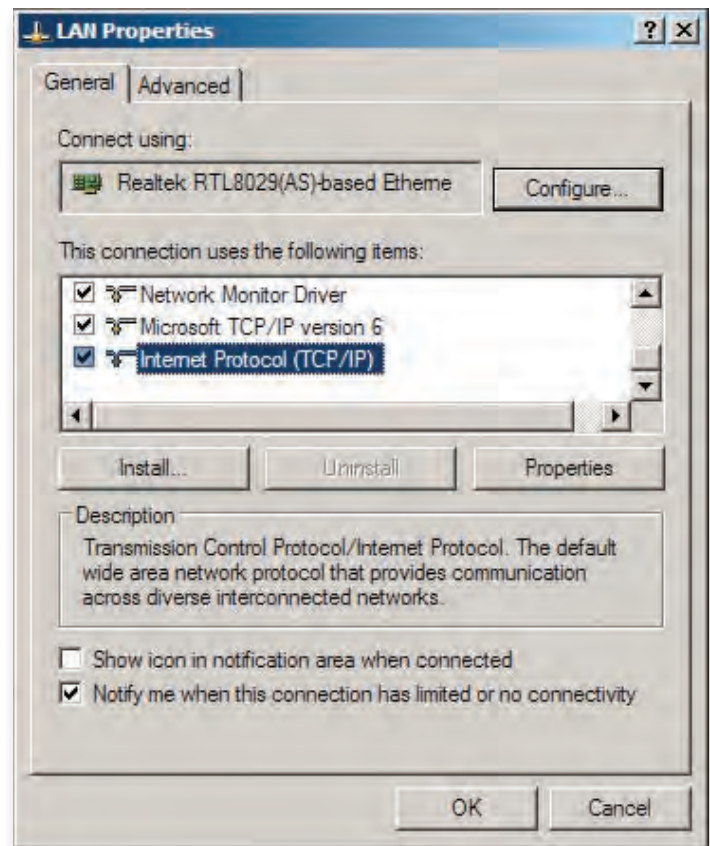 LAN Properties
General
Advanced
Connect using:
Realtek RTL8029(AS)-based Etheme
Configure...
This connection uses the following items:
Network Monitor Driver
Microsoft TCP/IP version 6
Internet Protocol (TCP/IP)
Install...
Uninstall
Properties
Description
Transmission Control Protocol/Internet Protocol. The default
wide area network protocol that provides communication
across diverse interconnected networks.
Show icon in notification area when connected
Notify me when this connection has limited or no connectivity
OK
Cancel